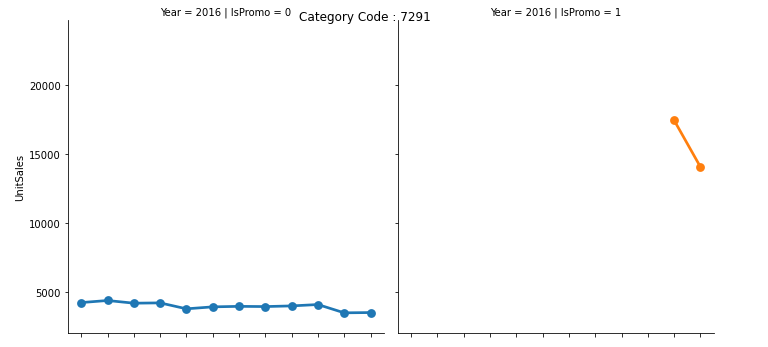 Category Code : 7291
Year = 2016 | IsPromo = 0
Year = 2016 | IsPromo = 1
UnitSales
20000
15000
10000
5000